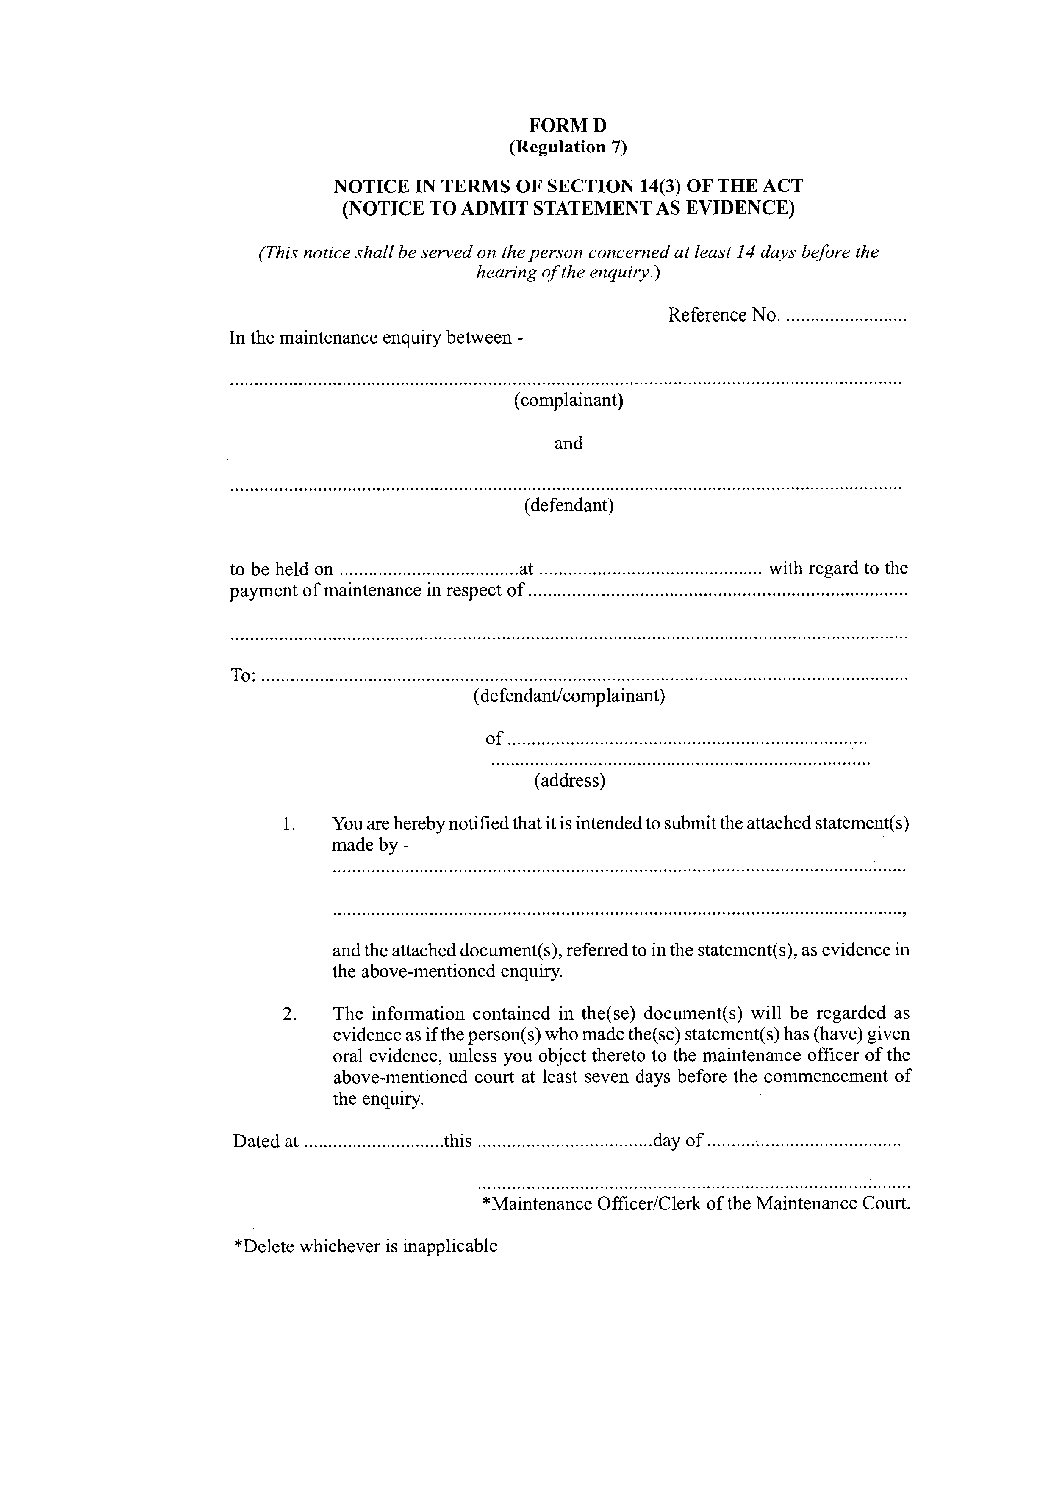 FORM D
(Regulation 7)
NOTICE IN TERMS OF SECTION 14(3) OF THE ACT
(NOTICE TO ADMIT STATEMENT AS EVIDENCE)
(This notice shall be served on the person concerned at least 14 days before the
hearing of the enquiry.)
Reference No. .........................
In the maintenance enquiry between -
..........................................................................................................................................
(complainant)
and
..........................................................................................................................................
(defendant)
to be held on .....................................at .............................................. with regard to the
payment of maintenance in respect of ..............................................................................
...........................................................................................................................................
To: .....................................................................................................................................
(defendant/complainant)
of ..........................................................................
..............................................................................
(address)
1. You are hereby notified that it is intended to submit the attached statement(s)
made by -
......................................................................................................................
.....................................................................................................................,
and the attached document(s), referred to in the statement(s), as evidence in
the above-mentioned enquiry.
2. The information contained in the(se) document(s) will be regarded as
evidence as if the person(s) who made the(se) statement(s) has (have) given
oral evidence, unless you object thereto to the maintenance officer of the
above-mentioned court at least seven days before the commencement of
the enquiry.
Dated at .............................this ....................................day of ........................................
.........................................................................................
*Maintenance Officer/Clerk of the Maintenance Court.
*Delete whichever is inapplicable